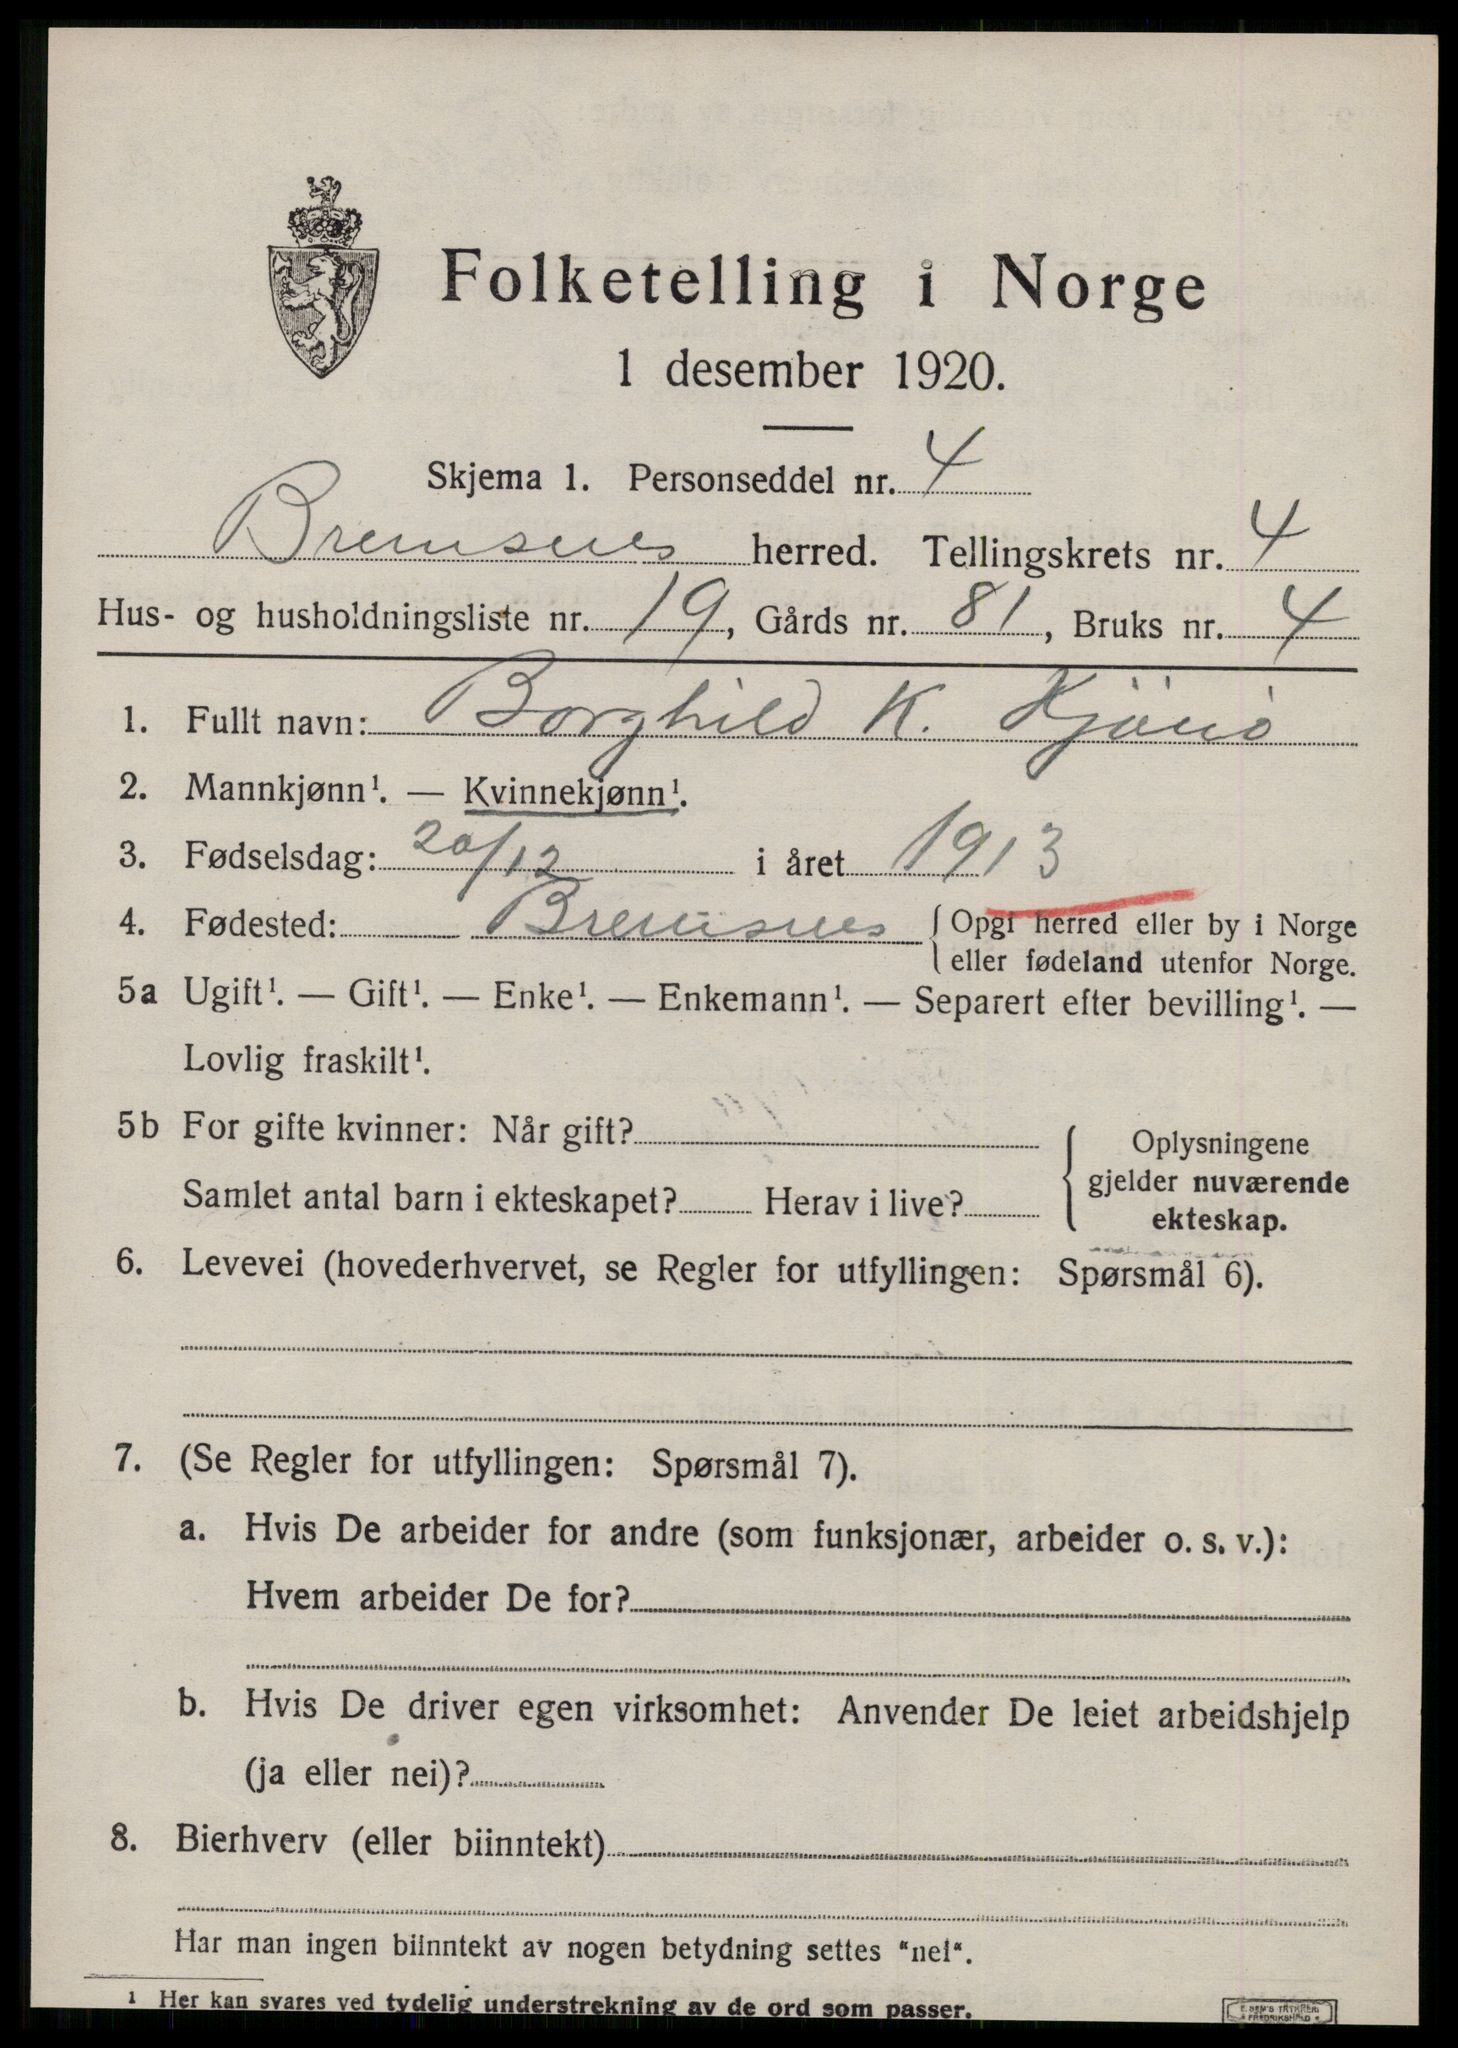 Folketelling i Norge
1 desember 1920.
Skjema 1. Personseddel nr. 4
Bremsnes herred. Tellingskrets nr. 4
Hus- og husholdningsliste nr. 19, Gårds nr. 81, Bruks nr. 4
1. Fullt navn: Borghild K.
2. Mannkjønn¹. — Kvinnekjønn¹.
3. Fødselsdag: 20/12 i året 1913
4. Fødested: Bremsnes { Opgi herred eller by i Norge
eller fødeland utenfor Norge.
5a Ugift¹. — Gift¹. — Enke¹. — Enkemann¹. — Separert efter bevilling¹. —
Lovlig fraskilt¹.
5b For gifte kvinner: Når gift?
Samlet antal barn i ekteskapet? Herav i live?
{ Oplysningene
gjelder nuværende
ekteskap.
6. Levevei (hovederhvervet, se Regler for utfyllingen: Spørsmål 6).
7. (Se Regler for utfyllingen: Spørsmål 7).
a. Hvis De arbeider for andre (som funksjonær, arbeider o. s. v.):
Hvem arbeider De for?
b. Hvis De driver egen virksomhet: Anvender De leiet arbeidshjelp
(ja eller nei)?
8. Bierhverv (eller biinntekt)
Har man ingen biinntekt av nogen betydning settes "nei".
1 Her kan svares ved tydelig understrekning av de ord som passer.
E. SEM'S TRYKKERI
FREDRIKSHALD